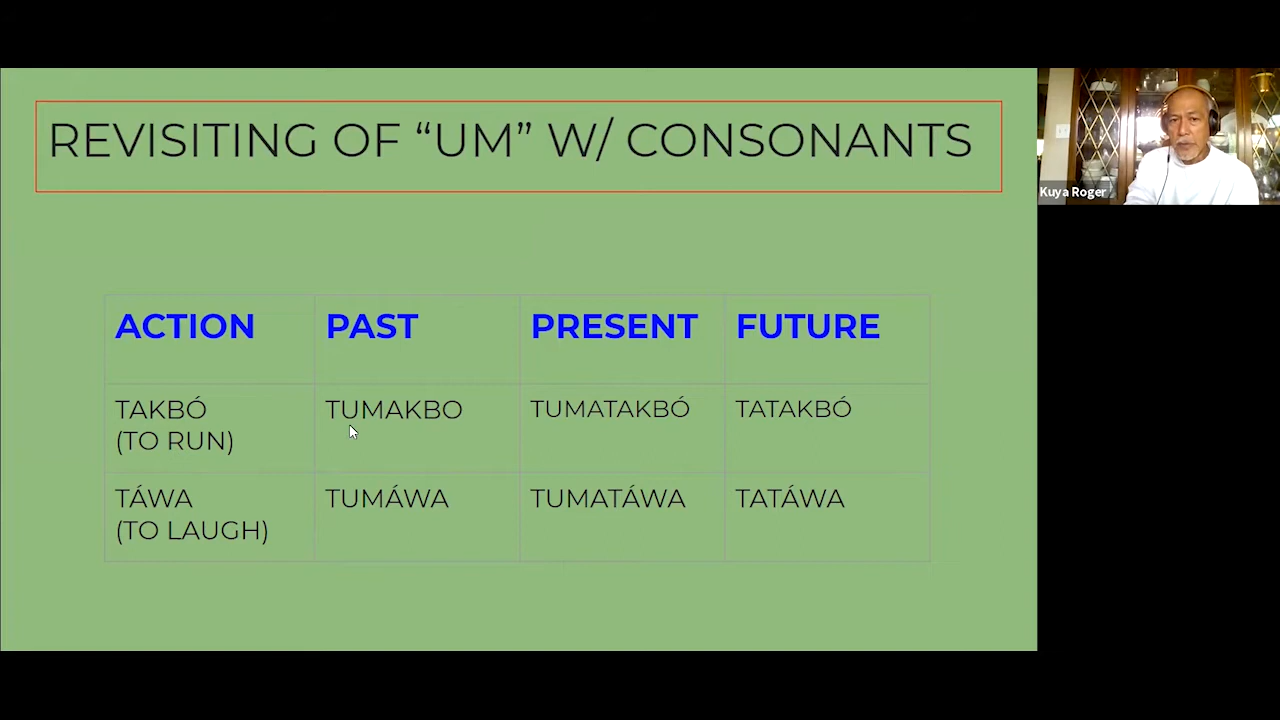 REVISITING OF “UM” W/ CONSONANTS
Kuya Roger
ACTION PAST PRESENT FUTURE
TAKBÓ TUMAKBO TUMATAKBÓ TATAKBÓ
(TO RUN)
TÁWA TUMÁWA TUMATÁWA TATÁWA
(TO LAUGH)